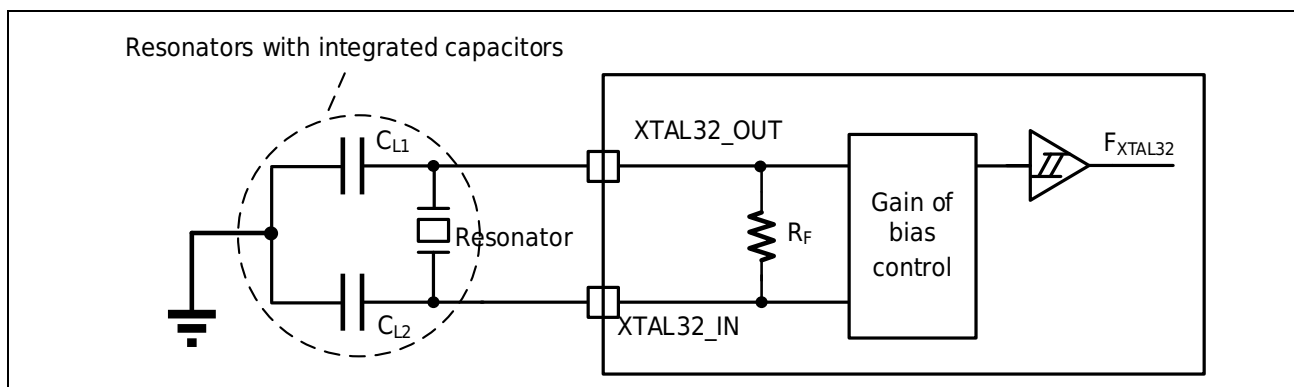 Resonators with integrated capacitors
CL1
XTAL32_OUT
FXTAL32
Resonator
RF
Gain of
bias
control
CL2
XTAL32_IN